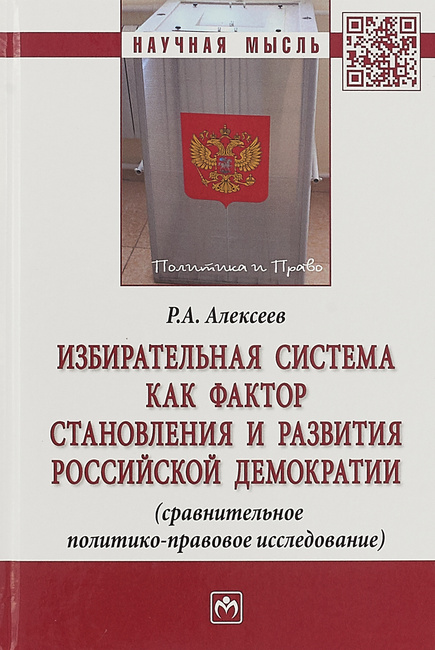 НАУЧНАЯ МЫСЛЬ
Политика и Право
Р.А. Алексеев
ИЗБИРАТЕЛЬНАЯ СИСТЕМА
КАК ФАКТОР
СТАНОВЛЕНИЯ И РАЗВИТИЯ
РОССИЙСКОЙ ДЕМОКРАТИИ
(сравнительное
политико-правовое исследование)